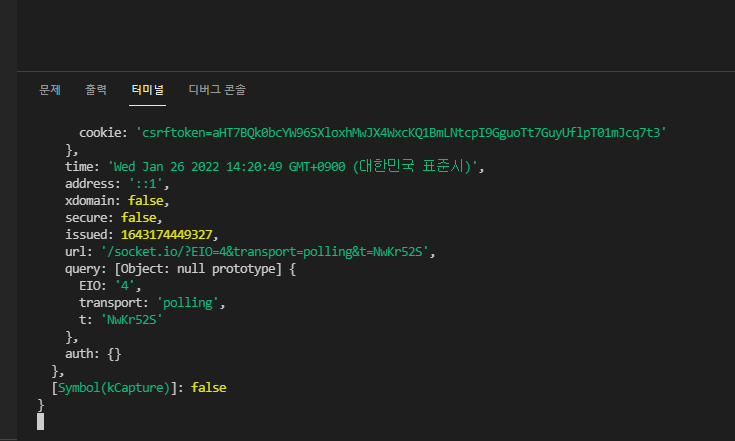 문제 출력 터미널 디버그 콘솔
cookie: 'csrftoken=aHT7BQk0bcYW96SXloxhMwJX4WxcKQ1BmLNtcpI9GguoTt7GuyUflpT01mJcq7t3'
},
time: 'Wed Jan 26 2022 14:20:49 GMT+0900 (대한민국 표준시)',
address: '::1',
xdomain: false,
secure: false,
issued: 1643174449327,
url: '/socket.io/?EIO=4&transport=polling&t=NwKr52S',
query: [Object: null prototype] {
EIO: '4',
transport: 'polling',
t: 'NwKr52S'
},
auth: {}
},
[Symbol(kCapture)]: false
}